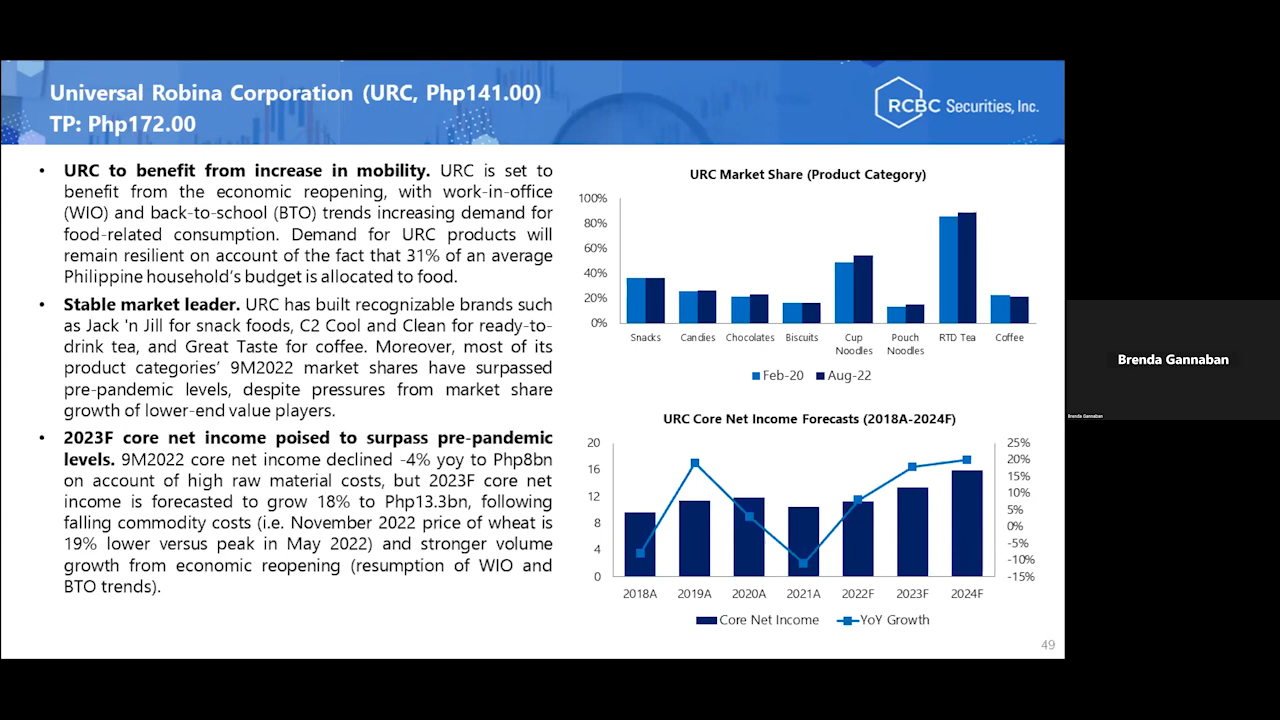 Universal Robina Corporation (URC, Php141.00)
TP: Php172.00
RCBC Securities, Inc.
• URC to benefit from increase in mobility. URC is set to
benefit from the economic reopening, with work-in-office
(WIO) and back-to-school (BTO) trends increasing demand for
food-related consumption. Demand for URC products will
remain resilient on account of the fact that 31% of an average
Philippine household's budget is allocated to food.
• Stable market leader. URC has built recognizable brands such
as Jack 'n Jill for snack foods, C2 Cool and Clean for ready-to-
drink tea, and Great Taste for coffee. Moreover, most of its
product categories' 9M2022 market shares have surpassed
pre-pandemic levels, despite pressures from market share
growth of lower-end value players.
• 2023F core net income poised to surpass pre-pandemic
levels. 9M2022 core net income declined -4% yoy to Php8bn
on account of high raw material costs, but 2023F core net
income is forecasted to grow 18% to Php13.3bn, following
falling commodity costs (i.e. November 2022 price of wheat is
19% lower versus peak in May 2022) and stronger volume
growth from economic reopening (resumption of WIO and
BTO trends).
URC Market Share (Product Category)
100%
80%
60%
40%
20%
0%
Snacks Candies Chocolates Biscuits Cup Noodles Pouch Noodles RTD Tea Coffee
Feb-20 Aug-22
URC Core Net Income Forecasts (2018A-2024F)
20
16
12
8
4
0
25%
20%
15%
10%
5%
0%
-5%
-10%
-15%
2018A 2019A 2020A 2021A 2022F 2023F 2024F
Core Net Income YoY Growth
49
Brenda Gannaban
Brenda Gannaban